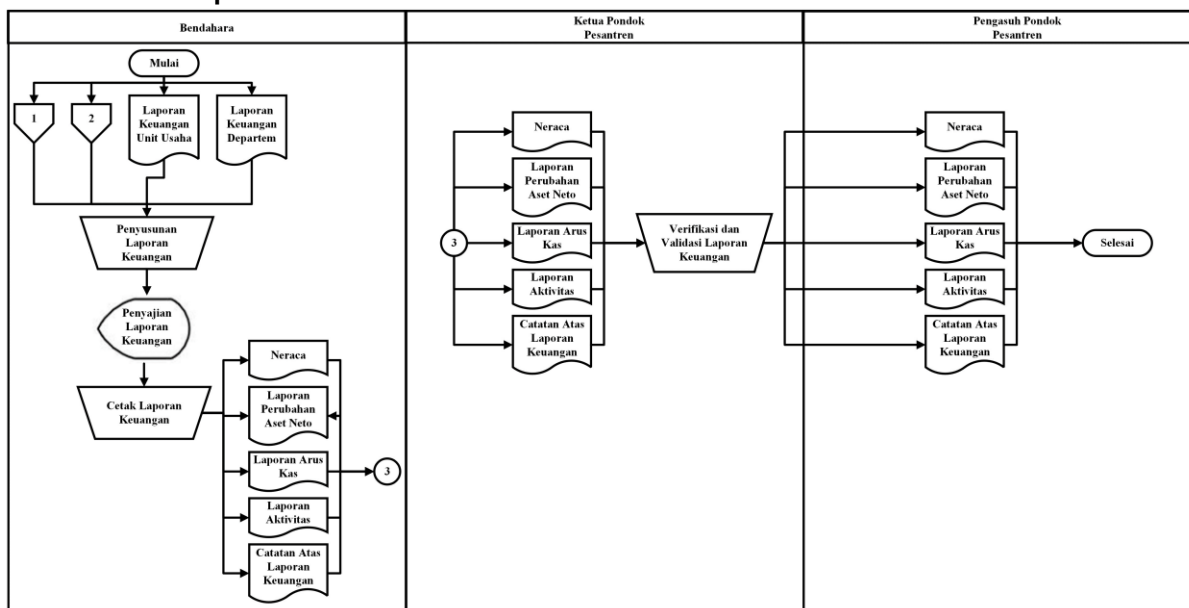 Bendahara
Ketua Pondok
Pesantren
Pengasuh Pondok
Pesantren
Mulai
1
2
Laporan
Keuangan
Unit Usaha
Laporan
Keuangan
Departem
Penyusunan
Laporan
Keuangan
Penyajian
Laporan
Keuangan
Cetak Laporan
Keuangan
Neraca
Laporan
Perubahan
Aset Neto
Laporan Arus
Kas
Laporan
Aktivitas
Catatan Atas
Laporan
Keuangan
3
3
Neraca
Laporan
Perubahan
Aset Neto
Laporan Arus
Kas
Laporan
Aktivitas
Catatan Atas
Laporan
Keuangan
Verifikasi dan
Validasi Laporan
Keuangan
Neraca
Laporan
Perubahan
Aset Neto
Laporan Arus
Kas
Laporan
Aktivitas
Catatan Atas
Laporan
Keuangan
Selesai